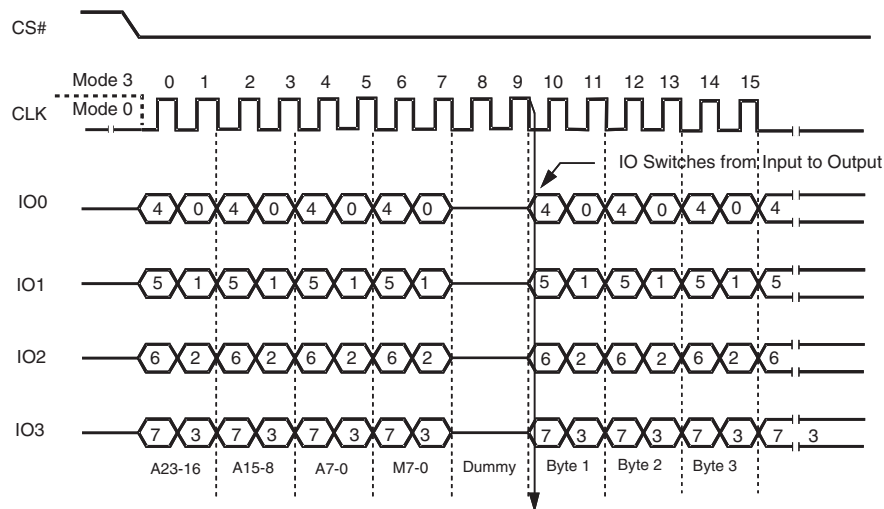 CS#
Mode 3 0 1 2 3 4 5 6 7 8 9 10 11 12 13 14 15
CLK Mode 0
IO Switches from Input to Output
IO0 4 0 4 0 4 0 4 0 4 0 4 0 4 0 4
IO1 5 1 5 1 5 1 5 1 5 1 5 1 5 1 5
IO2 6 2 6 2 6 2 6 2 6 2 6 2 6 2 6
IO3 7 3 7 3 7 3 7 3 7 3 7 3 7 3 7 3
A23-16 A15-8 A7-0 M7-0 Dummy Byte 1 Byte 2 Byte 3